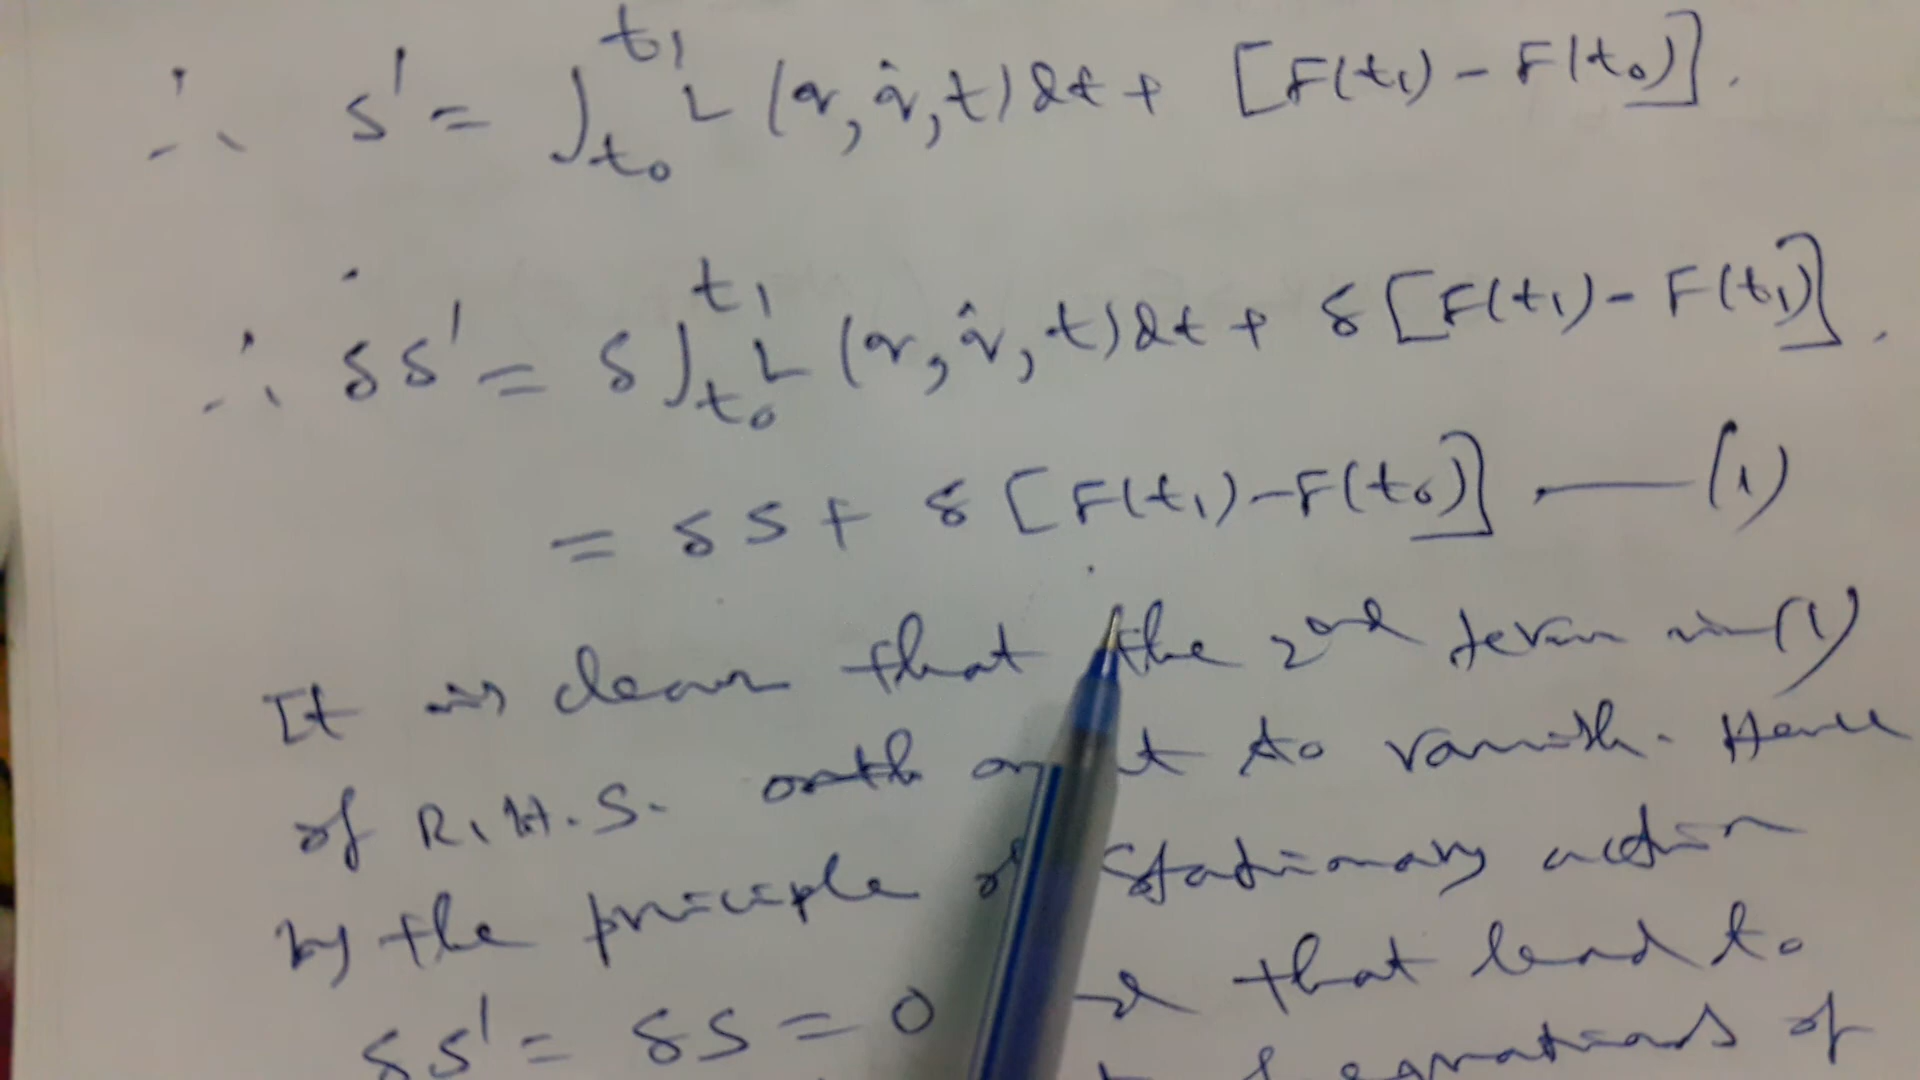 ∴ S' = ∫_{t₀}^{t₁} L (q, q̇, t) dt + [F(t₁) - F(t₀)].
∴ δS' = δ ∫_{t₀}^{t₁} L (q, q̇, t) dt + δ [F(t₁) - F(t₁)].
= δS + δ [F(t₁) - F(t₀)] — (1)
It is clear that the 2nd term in (1)
of R.H.S. to vanish. Hence
by the principle of stationary action
δS' = δS = 0 that lead to
equations of